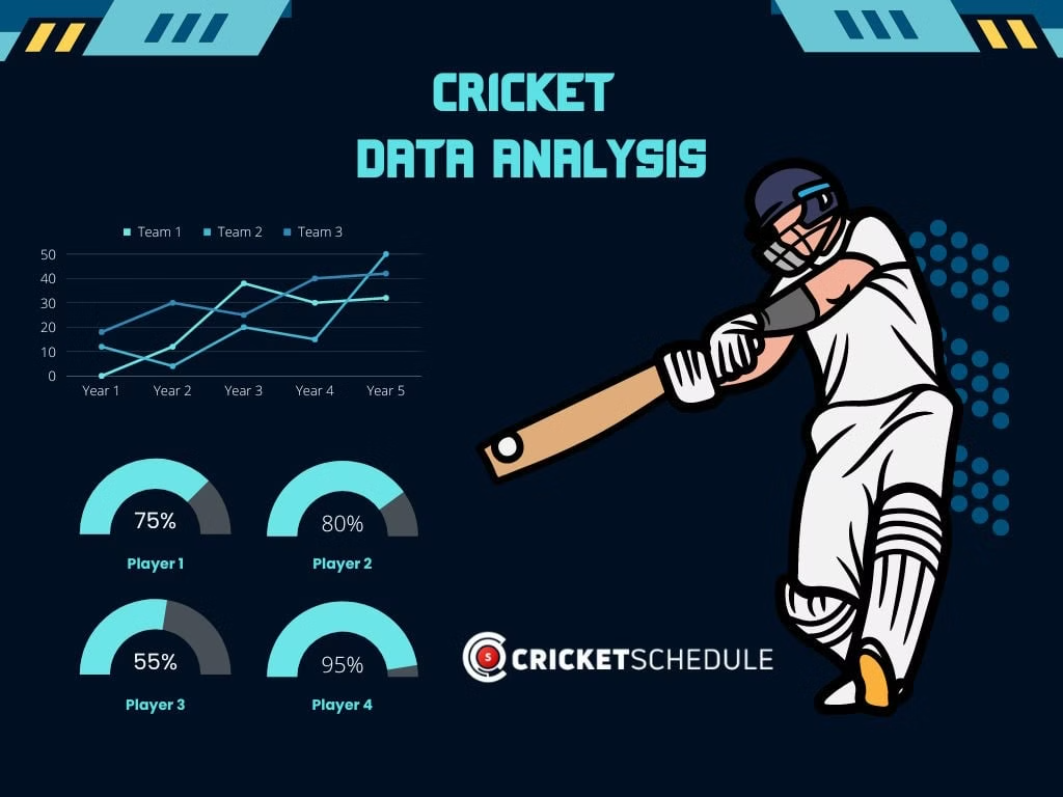 CRICKET
DATA ANALYSIS
Team 1 Team 2 Team 3
50
40
30
20
10
0
Year 1 Year 2 Year 3 Year 4 Year 5
75% 80%
Player 1 Player 2
55% 95%
Player 3 Player 4
S CRICKETSCHEDULE